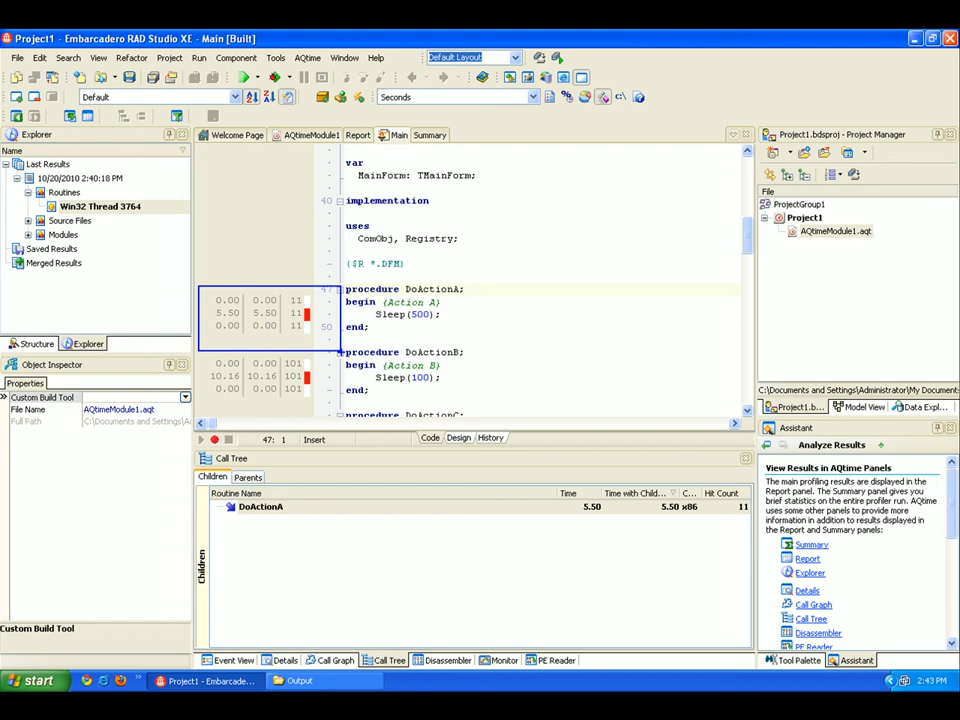 Project1 - Embarcadero RAD Studio XE - Main [Built]
File Edit Search View Refactor Project Run Component Tools AQtime Window Help
Default Layout
Default
Seconds
Explorer
Name
Last Results
10/20/2010 2:40:18 PM
Routines
Win32 Thread 3764
Source Files
Modules
Saved Results
Merged Results
Structure Explorer
Object Inspector
Properties
Custom Build Tool
File Name AQtimeModule1.aqt
Full Path C:\Documents and Settings\A
Custom Build Tool
Welcome Page AQtimeModule1 Report Main Summary
var
MainForm: TMainForm;
40 implementation
uses
ComObj, Registry;
{$R *.DFM}
47 procedure DoActionA;
0.00 0.00 11 begin {Action A}
5.50 5.50 11 Sleep(500);
0.00 0.00 11 50 end;
procedure DoActionB;
0.00 0.00 101 begin {Action B}
10.16 10.16 101 Sleep(100);
0.00 0.00 101 end;
procedure DoActionC;
47: 1 Insert Code Design History
Call Tree
Children Parents
Routine Name Time Time with Child... C... Hit Count
DoActionA 5.50 5.50 x86 11
Children
Event View Details Call Graph Call Tree Disassembler Monitor PE Reader
Project1.bdsproj - Project Manager
File
ProjectGroup1
Project1
AQtimeModule1.aqt
C:\Documents and Settings\Administrator\My Document
Project1.b... Model View Data Expl...
Assistant
Analyze Results
View Results in AQtime Panels
The main profiling results are displayed in the
Report panel. The Summary panel gives you
brief statistics on the entire profiler run. AQtime
uses some other panels to provide more
information in addition to results displayed in
the Report and Summary panels:
Summary
Report
Explorer
Details
Call Graph
Call Tree
Disassembler
PE Reader
Tool Palette Assistant
start Project1 - Embarcade... Output 2:43 PM